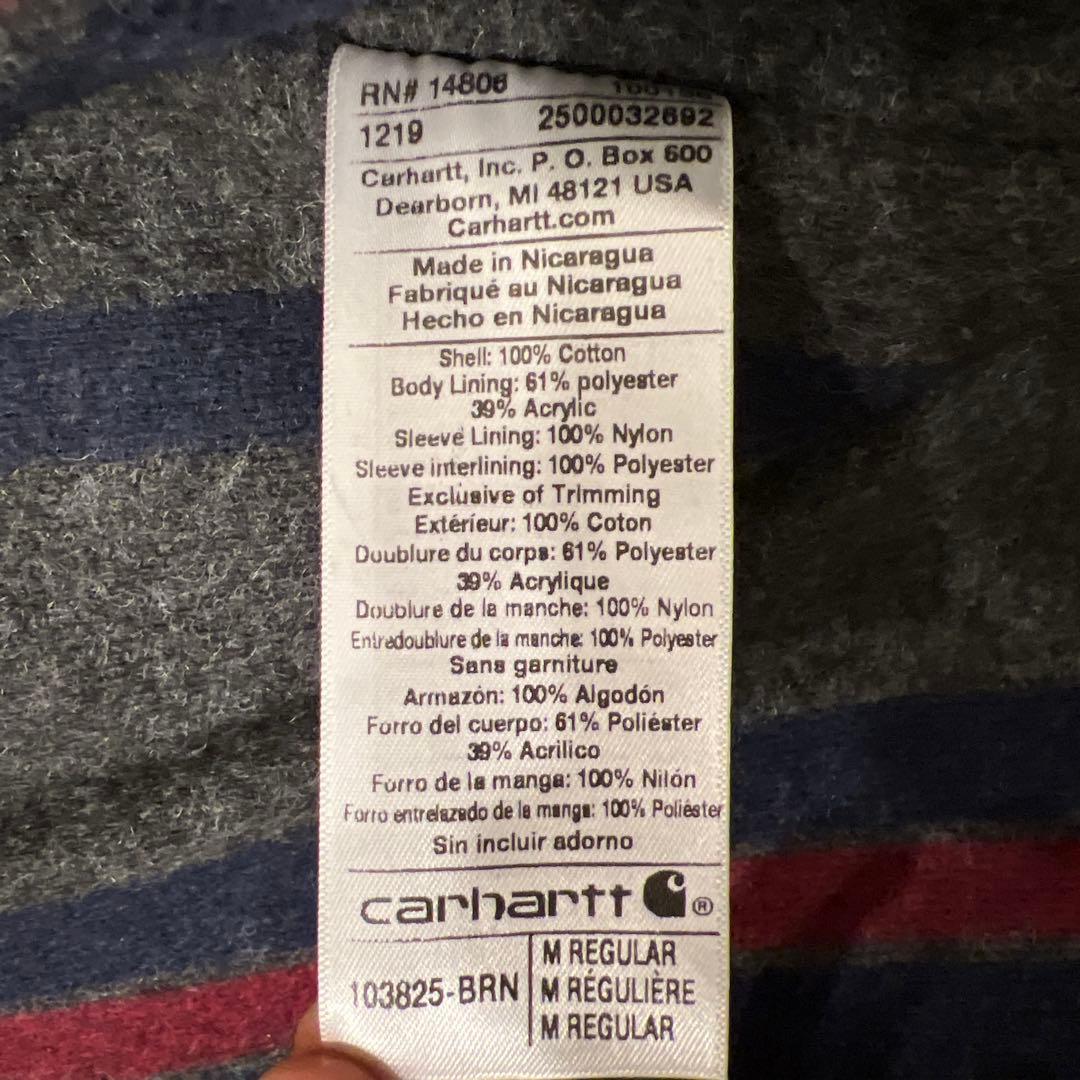 RN# 14806
1219 2500032692
Carhartt, Inc. P. O. Box 600
Dearborn, MI 48121 USA
Carhartt.com
Made in Nicaragua
Fabriqué au Nicaragua
Hecho en Nicaragua
Shell: 100% Cotton
Body Lining: 61% polyester
39% Acrylic
Sleeve Lining: 100% Nylon
Sleeve interlining: 100% Polyester
Exclusive of Trimming
Extérieur: 100% Coton
Doublure du corps: 61% Polyester
39% Acrylique
Doublure de la manche: 100% Nylon
Entredoublure de la manche: 100% Polyester
Sans garniture
Armazón: 100% Algodón
Forro del cuerpo: 61% Poliéster
39% Acrilico
Forro de la manga: 100% Nilón
Forro entrelazado de la manga: 100% Poliéster
Sin incluir adorno
carhartt ®
103825-BRN
M REGULAR
M RÉGULIÈRE
M REGULAR